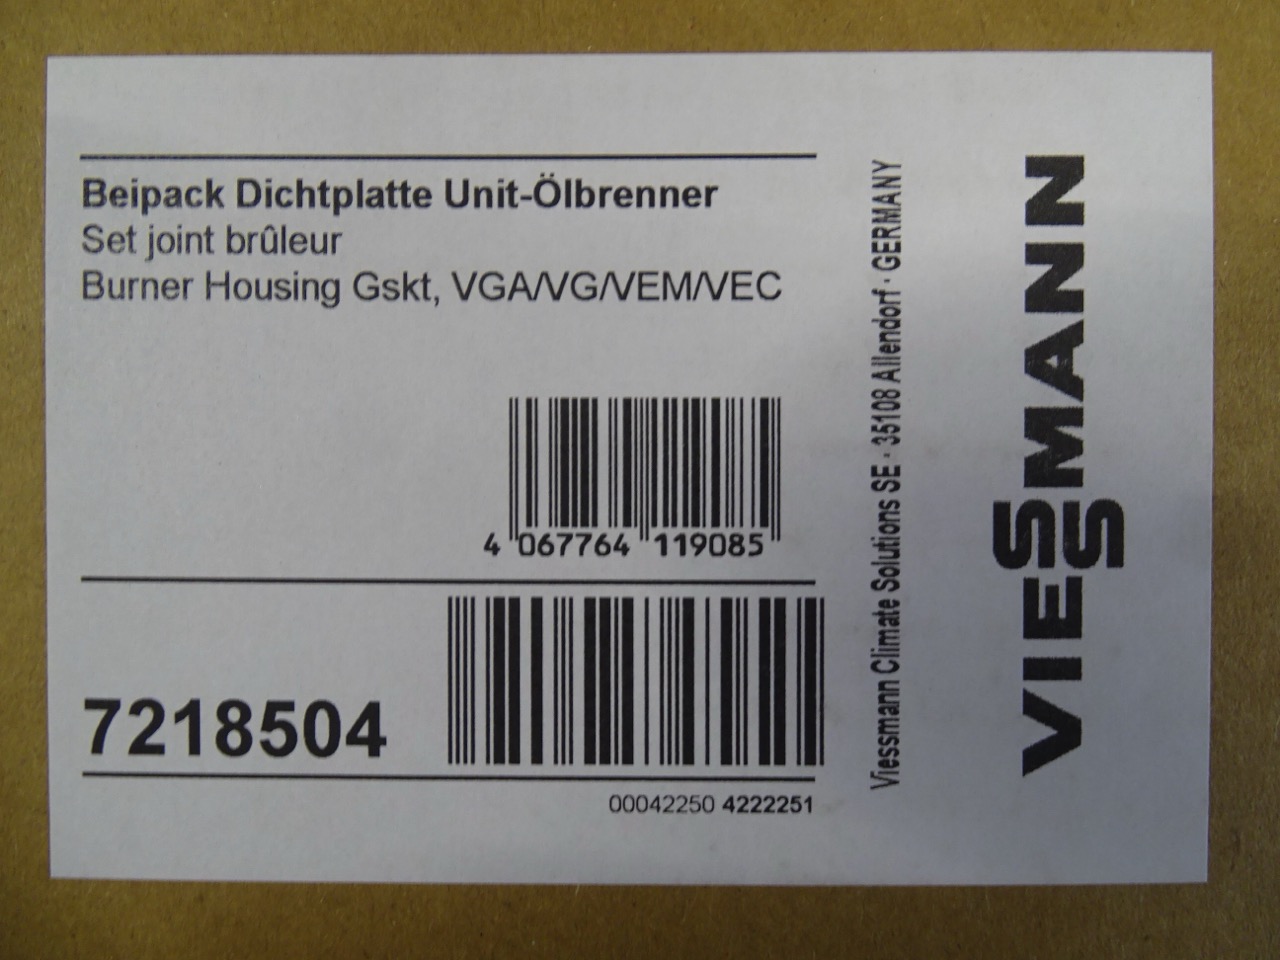 Beipack Dichtplatte Unit-Ölbrenner
Set joint brûleur
Burner Housing Gskt, VGA/VG/VEM/VEC
4 067764 119085
7218504
00042250 4222251
Viessmann Climate Solutions SE · 35108 Allendorf · GERMANY
VIESSMANN